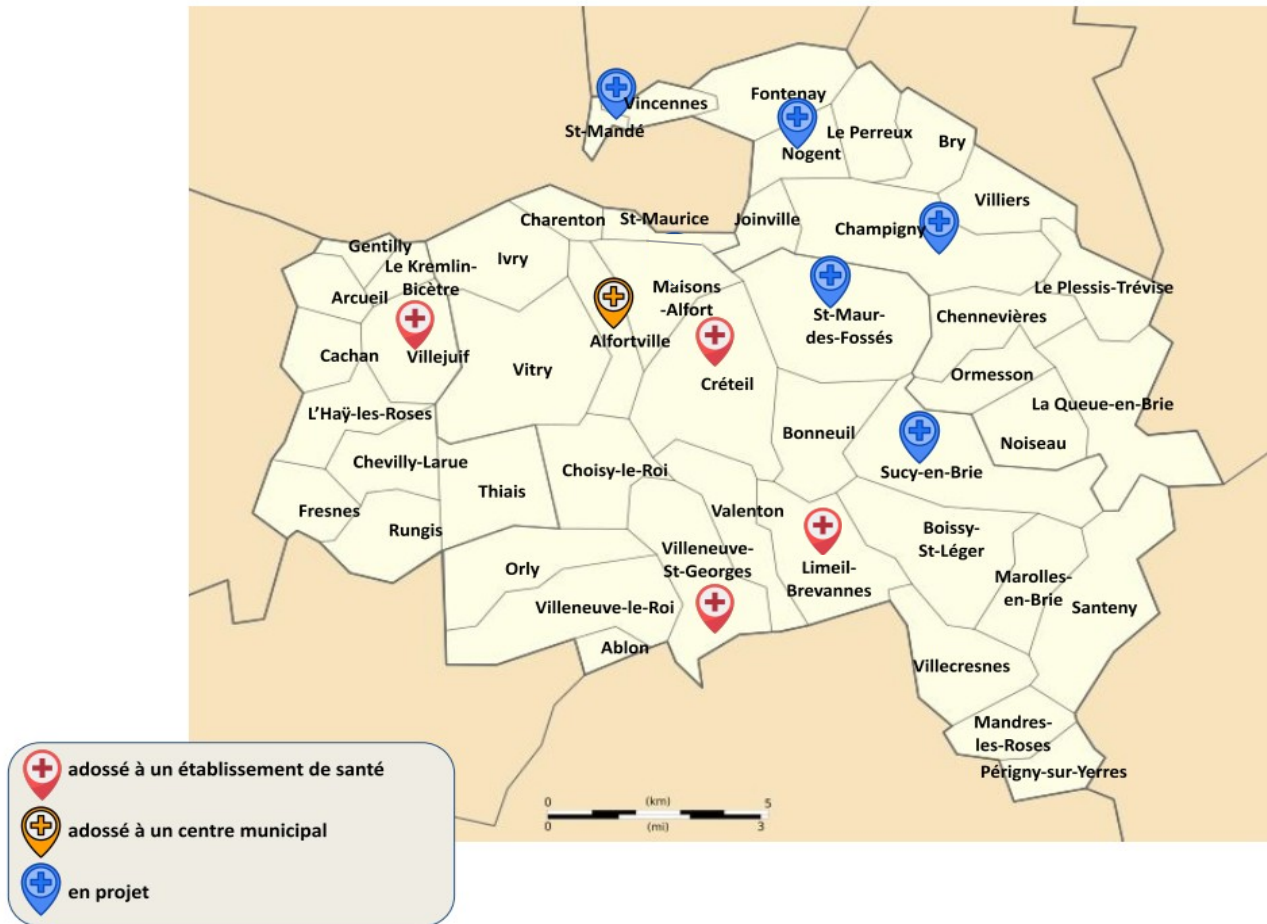 Vincennes
Fontenay
St-Mandé
Le Perreux
Bry
Nogent
Villiers
Charenton
St-Maurice
Joinville
Champigny
Gentilly
Ivry
Le Kremlin-
Bicètre
Arcueil
Maisons
-Alfort
Le Plessis-Trévise
St-Maur-
des-Fossés
Chennevières
Cachan
Villejuif
Alfortville
Vitry
Créteil
Ormesson
L'Haÿ-les-Roses
La Queue-en-Brie
Bonneuil
Noiseau
Chevilly-Larue
Choisy-le-Roi
Sucy-en-Brie
Thiais
Fresnes
Rungis
Valenton
Boissy-
St-Léger
Villeneuve-
St-Georges
Orly
Limeil-
Brevannes
Marolles-
en-Brie
Santeny
Villeneuve-le-Roi
Ablon
Villecresnes
Mandres-
les-Roses
Périgny-sur-Yerres
adossé à un établissement de santé
adossé à un centre municipal
en projet
0 (km) 5
0 (mi) 3